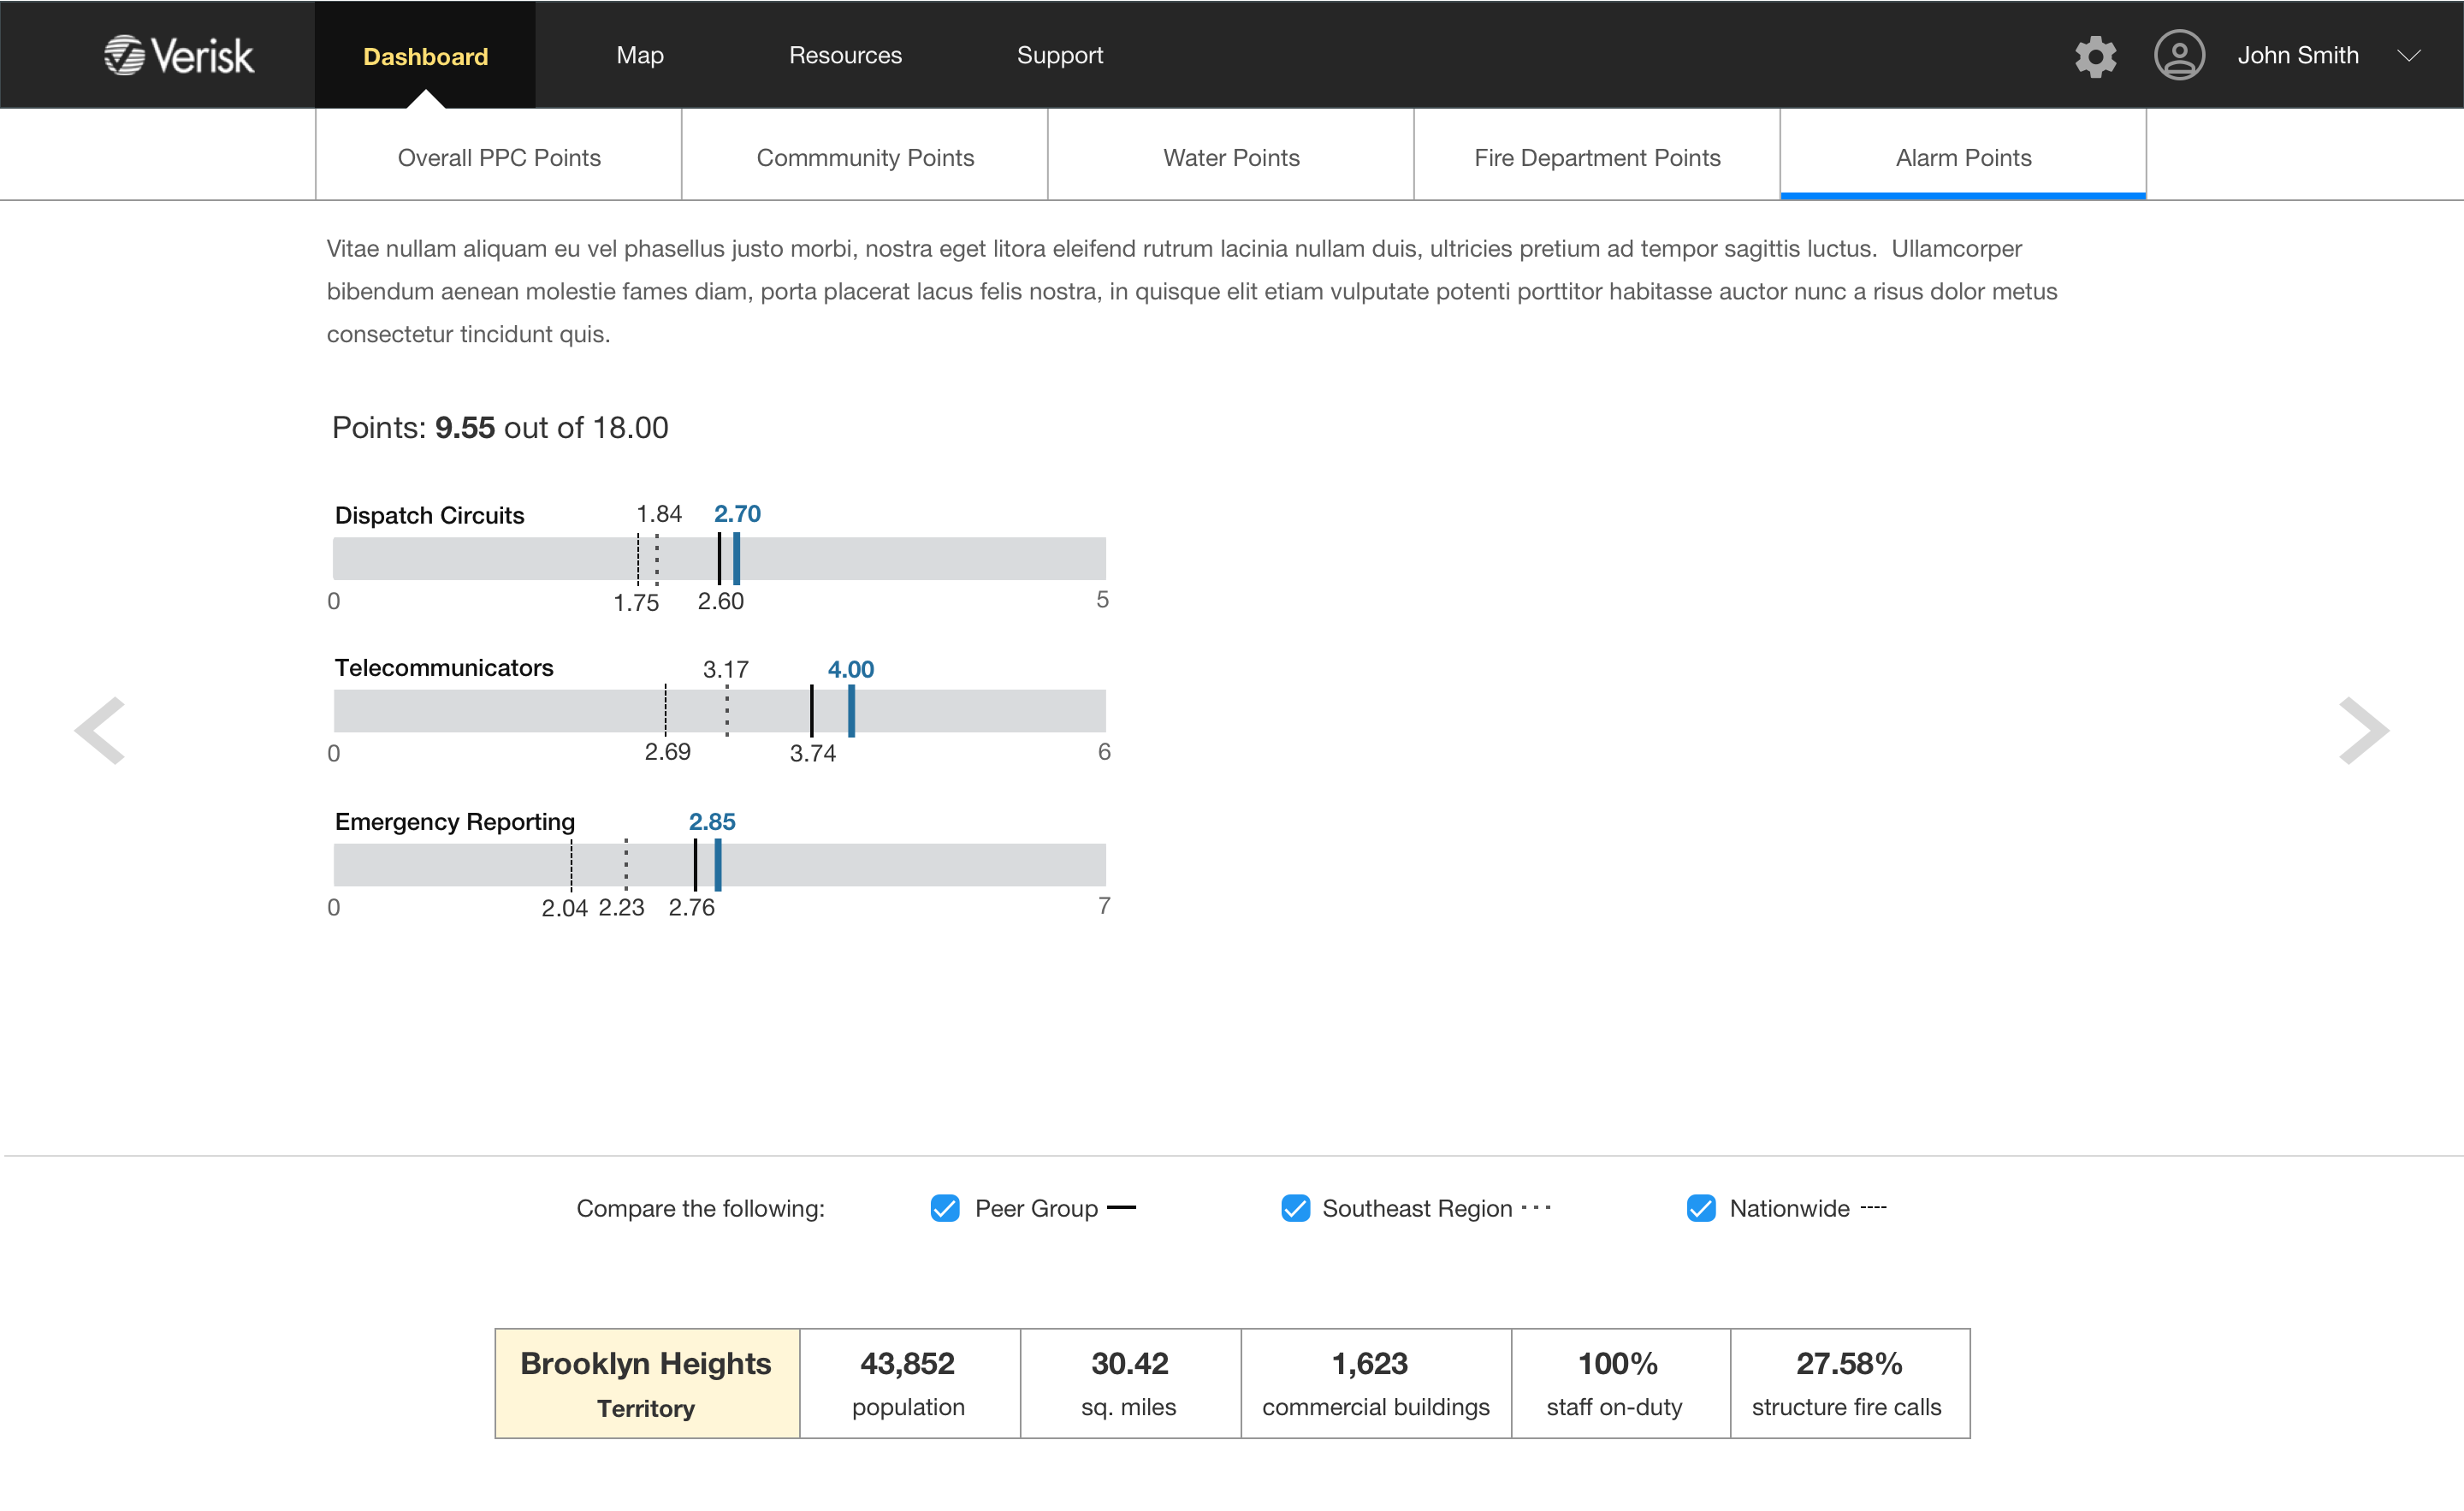 Verisk
Dashboard
Map
Resources
Support
John Smith
Overall PPC Points
Commmunity Points
Water Points
Fire Department Points
Alarm Points
Vitae nullam aliquam eu vel phasellus justo morbi, nostra eget litora eleifend rutrum lacinia nullam duis, ultricies pretium ad tempor sagittis luctus.  Ullamcorper
bibendum aenean molestie fames diam, porta placerat lacus felis nostra, in quisque elit etiam vulputate potenti porttitor habitasse auctor nunc a risus dolor metus
consectetur tincidunt quis.
Points: 9.55 out of 18.00
Dispatch Circuits
1.84
2.70
0
1.75
2.60
5
Telecommunicators
3.17
4.00
0
2.69
3.74
6
Emergency Reporting
2.85
0
2.04
2.23
2.76
7
Compare the following:
Peer Group
Southeast Region
Nationwide
Brooklyn Heights
Territory
43,852
population
30.42
sq. miles
1,623
commercial buildings
100%
staff on-duty
27.58%
structure fire calls